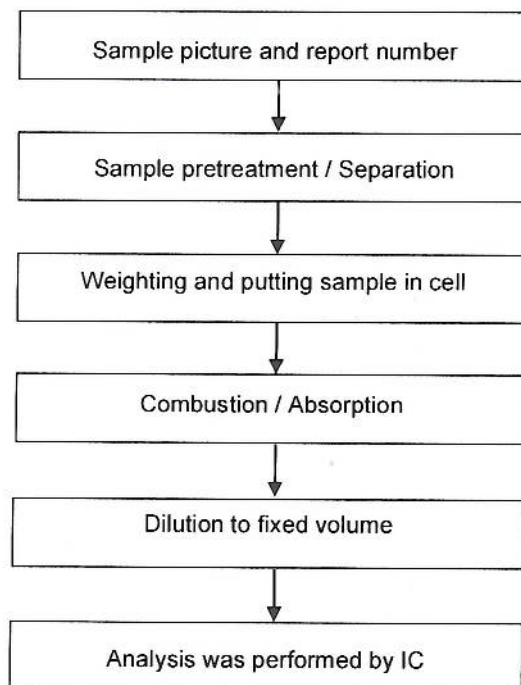 Sample picture and report number
Sample pretreatment / Separation
Weighting and putting sample in cell
Combustion / Absorption
Dilution to fixed volume
Analysis was performed by IC